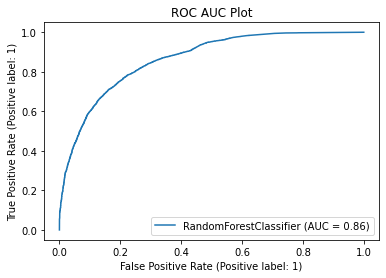 ROC AUC Plot
True Positive Rate (Positive label: 1)
1.0
0.8
0.6
0.4
0.2
0.0
RandomForestClassifier (AUC = 0.86)
0.0 0.2 0.4 0.6 0.8 1.0
False Positive Rate (Positive label: 1)